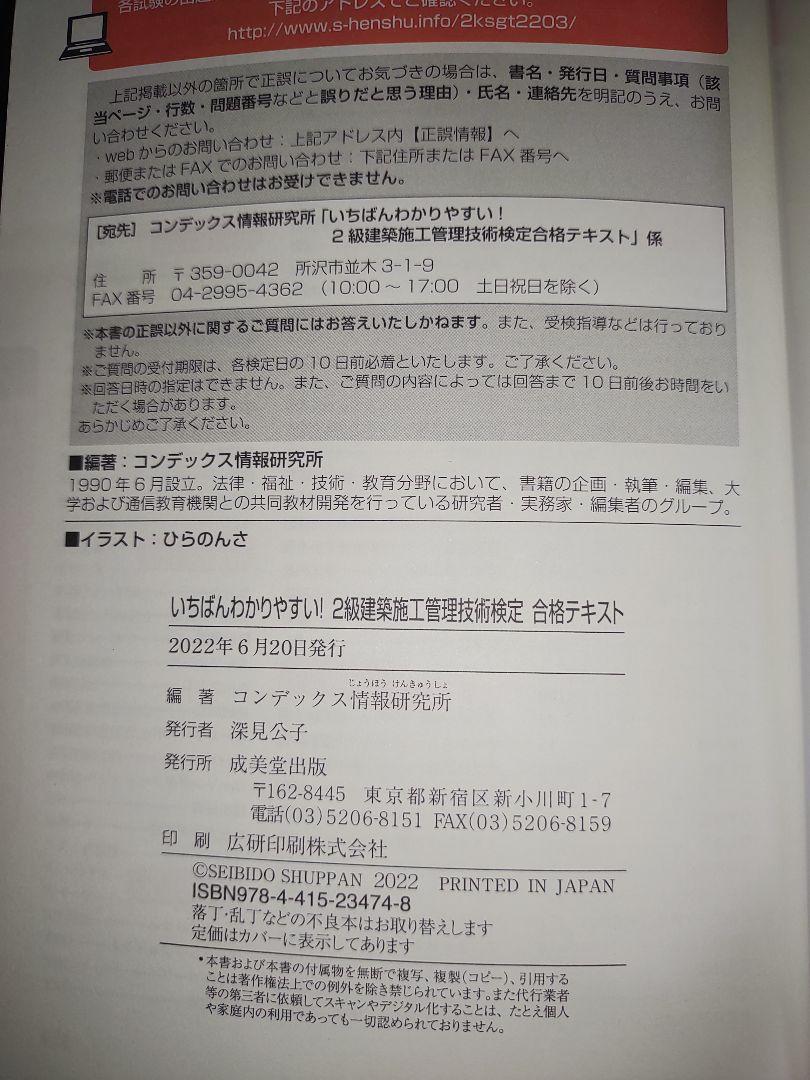 下記のアドレスでご確認ください。
http://www.s-henshu.info/2ksgt2203/
上記掲載以外の箇所で正誤についてお気づきの場合は、書名・発行日・質問事項（該
当ページ・行数・問題番号などと誤りだと思う理由）・氏名・連絡先を明記のうえ、お問
い合わせください。
・webからのお問い合わせ：上記アドレス内【正誤情報】へ
・郵便またはFAXでのお問い合わせ：下記住所またはFAX番号へ
※電話でのお問い合わせはお受けできません。
［宛先］ コンデックス情報研究所「いちばんわかりやすい！
2級建築施工管理技術検定合格テキスト」係
住　所　〒359-0042　所沢市並木3-1-9
FAX番号　04-2995-4362　（10:00～17:00　土日祝日を除く）
※本書の正誤以外に関するご質問にはお答えいたしかねます。また、受検指導などは行っており
ません。
※ご質問の受付期限は、各検定日の10日前必着といたします。ご了承ください。
※回答日時の指定はできません。また、ご質問の内容によっては回答まで10日前後お時間をい
ただく場合があります。
あらかじめご了承ください。
■編著：コンデックス情報研究所
1990年6月設立。法律・福祉・技術・教育分野において、書籍の企画・執筆・編集、大
学および通信教育機関との共同教材開発を行っている研究者・実務家・編集者のグループ。
■イラスト：ひらのんさ
いちばんわかりやすい！ 2級建築施工管理技術検定 合格テキスト
2022年6月20日発行
じょうほう けんきゅうしょ
編　著　コンデックス情報研究所
発行者　深見公子
発行所　成美堂出版
〒162-8445　東京都新宿区新小川町1-7
電話(03)5206-8151 FAX(03)5206-8159
印　刷　広研印刷株式会社
©SEIBIDO SHUPPAN 2022　PRINTED IN JAPAN
ISBN978-4-415-23474-8
落丁・乱丁などの不良本はお取り替えします
定価はカバーに表示してあります
•本書および本書の付属物を無断で複写、複製（コピー）、引用する
ことは著作権法上での例外を除き禁じられています。また代行業者
等の第三者に依頼してスキャンやデジタル化することは、たとえ個人
や家庭内の利用であっても一切認められておりません。